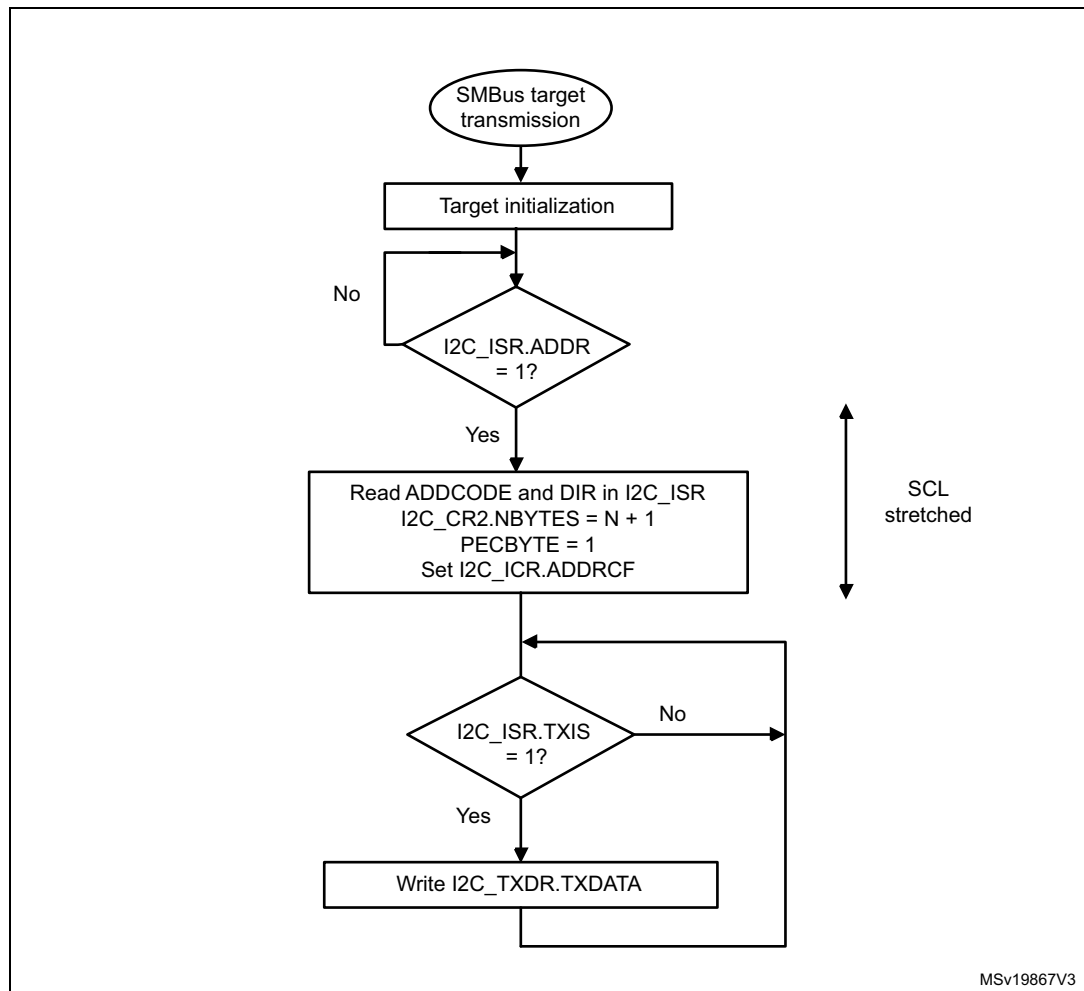 SMBus target
transmission
Target initialization
No
I2C_ISR.ADDR
= 1?
Yes
Read ADDCODE and DIR in I2C_ISR
I2C_CR2.NBYTES = N + 1
PECBYTE = 1
Set I2C_ICR.ADDRCF
SCL
stretched
I2C_ISR.TXIS
= 1?
No
Yes
Write I2C_TXDR.TXDATA
MSv19867V3